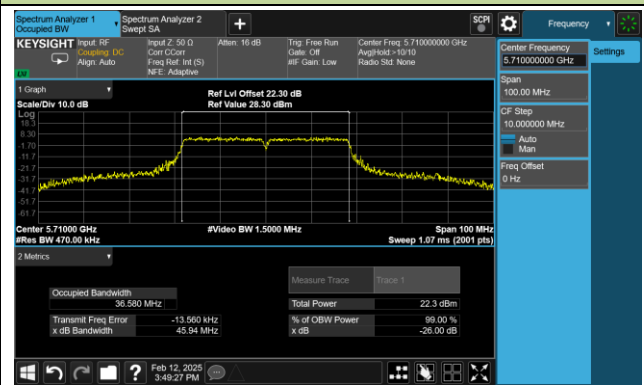 Spectrum Analyzer 1
Occupied BW
Spectrum Analyzer 2
Swept SA
SCPI
Frequency
KEYSIGHT
Input: RF
Coupling: DC
Align: Auto
Input Z: 50 Ω
Corr CCorr
Freq Ref: Int (S)
NFE: Adaptive
Atten: 16 dB
Trig: Free Run
Gate: Off
#IF Gain: Low
Center Freq: 5.710000000 GHz
Avg|Hold:>10/10
Radio Std: None
Center Frequency
5.710000000 GHz
Settings
Span
100.00 MHz
CF Step
10.000000 MHz
Auto
Man
Freq Offset
0 Hz
1 Graph
Scale/Div 10.0 dB
Ref Lvl Offset 22.30 dB
Ref Value 28.30 dBm
Log
18.3
8.30
-1.70
-11.7
-21.7
-31.7
-41.7
-51.7
-61.7
Center 5.71000 GHz
#Res BW 470.00 kHz
#Video BW 1.5000 MHz
Span 100 MHz
Sweep 1.07 ms (2001 pts)
2 Metrics
Measure Trace Trace 1
Occupied Bandwidth
36.580 MHz
Total Power 22.3 dBm
Transmit Freq Error -13.560 kHz
% of OBW Power 99.00 %
x dB Bandwidth 45.94 MHz
x dB -26.00 dB
Feb 12, 2025
3:49:27 PM